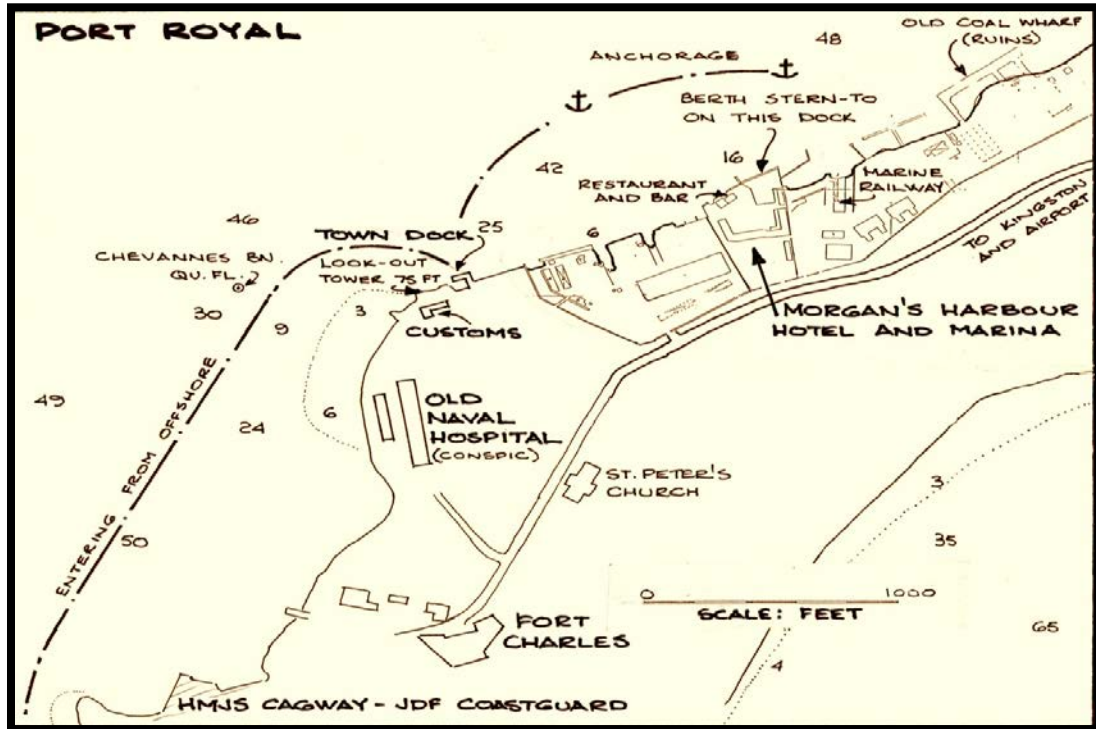 PORT ROYAL
OLD COAL WHARF
(RUINS)
48
ANCHORAGE
BERTH STERN-TO
ON THIS DOCK
42
16
RESTAURANT
AND BAR
MARINE
RAILWAY
TO KINGSTON
AND AIRPORT
46
TOWN DOCK
25
6
CHEVANNES BN.
QU. FL.
LOOK-OUT
TOWER 75 FT
30
9
3
CUSTOMS
MORGAN'S HARBOUR
HOTEL AND MARINA
49
24
6
OLD
NAVAL
HOSPITAL
(CONSPIC)
ENTERING FROM OFFSHORE
ST. PETER'S
CHURCH
3
50
35
0 1000
SCALE: FEET
FORT
CHARLES
65
4
HMJS CAGWAY - JDF COASTGUARD